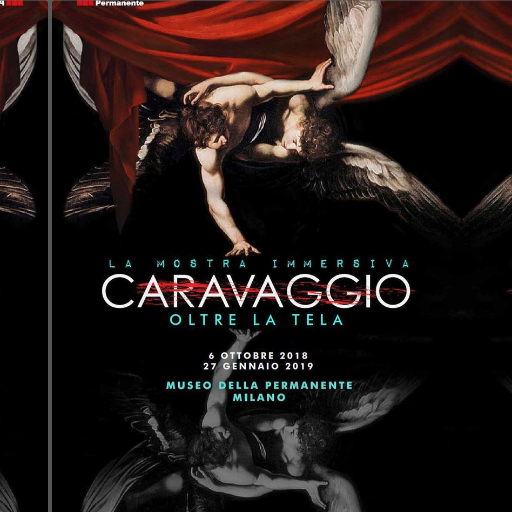 Permanente
LA MOSTRA IMMERSIVA
CARAVAGGIO
OLTRE LA TELA
6 OTTOBRE 2018
27 GENNAIO 2019
MUSEO DELLA PERMANENTE
MILANO